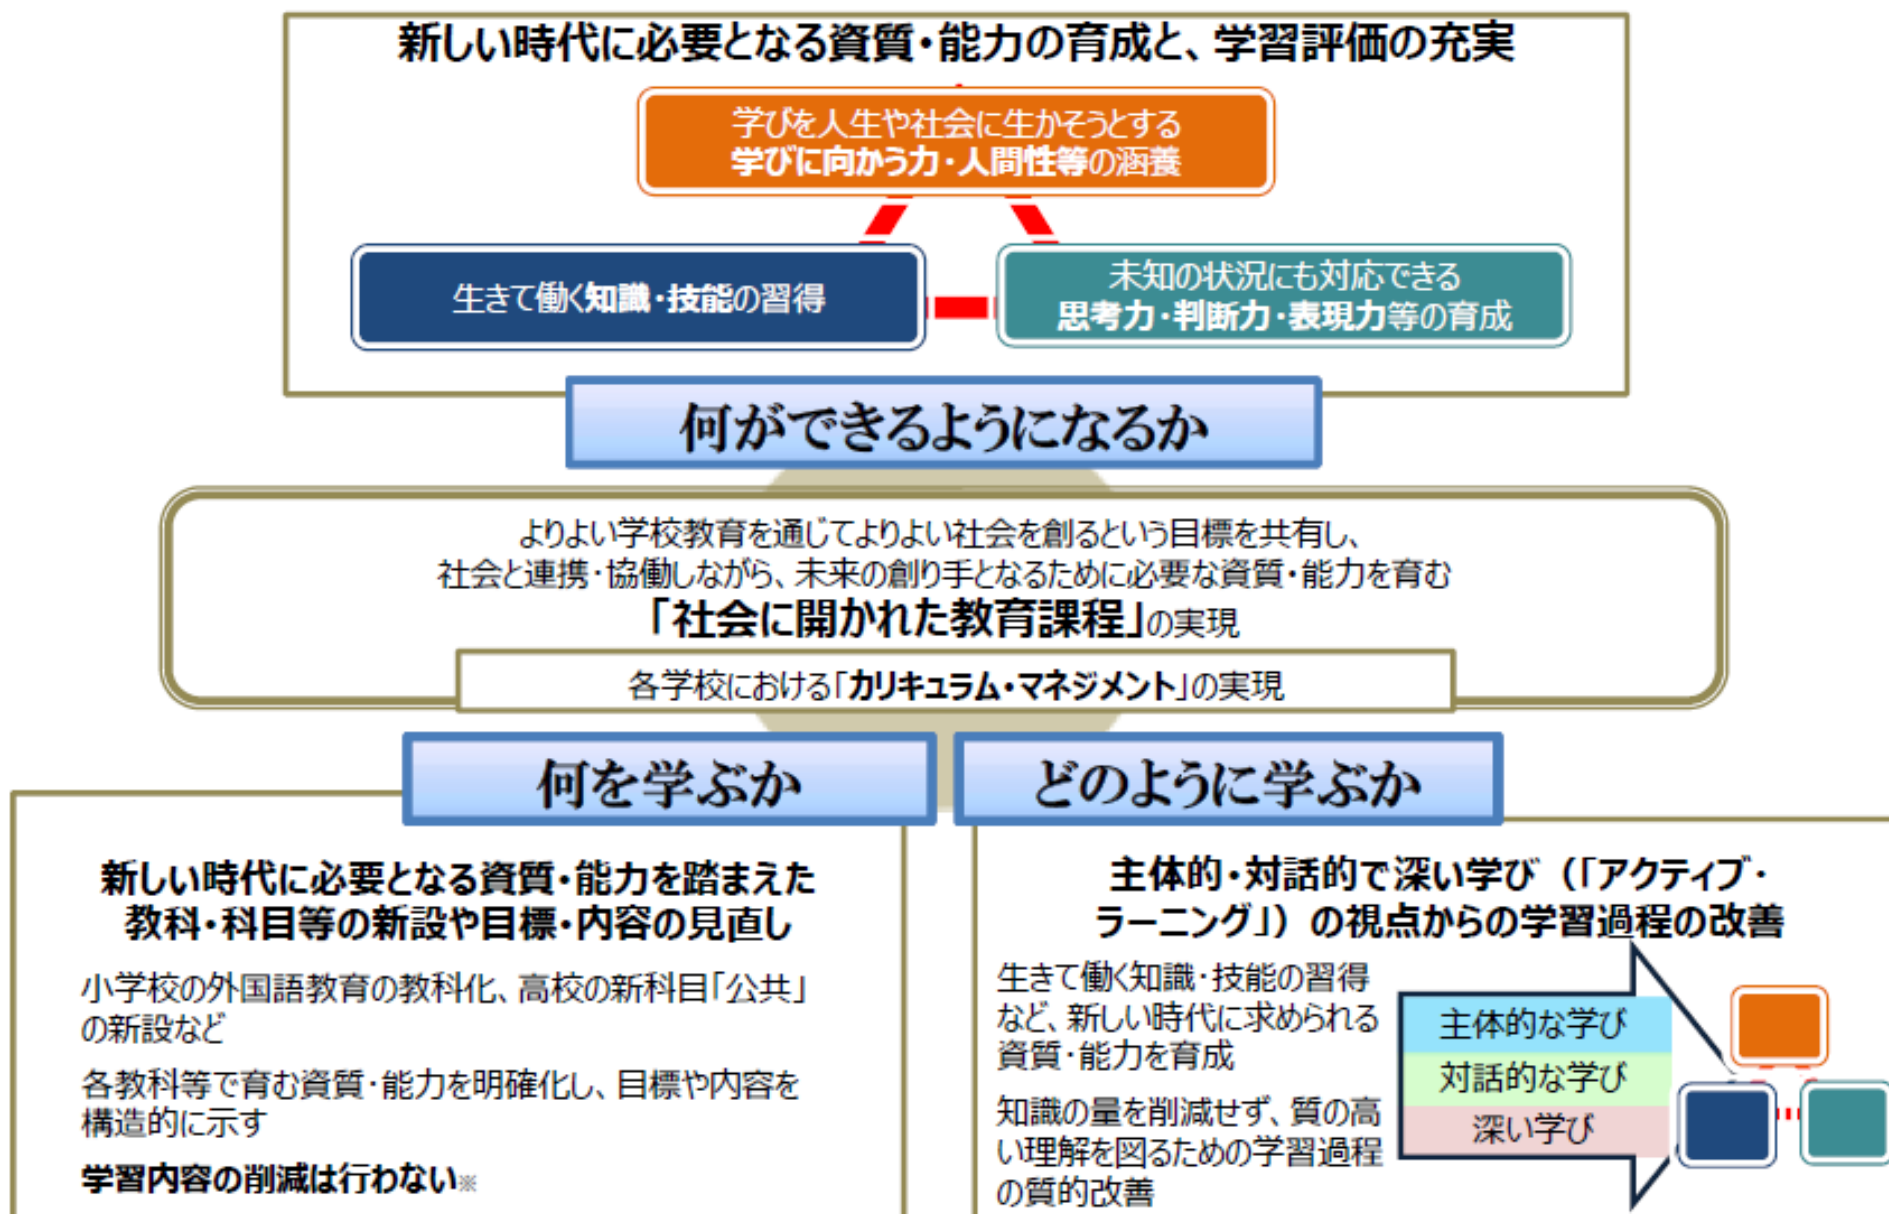 新しい時代に必要となる資質・能力の育成と、学習評価の充実
学びを人生や社会に生かそうとする
学びに向かう力・人間性等の涵養
生きて働く知識・技能の習得
未知の状況にも対応できる
思考力・判断力・表現力等の育成
何ができるようになるか
よりよい学校教育を通じてよりよい社会を創るという目標を共有し、
社会と連携・協働しながら、未来の創り手となるために必要な資質・能力を育む
「社会に開かれた教育課程」の実現
各学校における「カリキュラム・マネジメント」の実現
何を学ぶか
どのように学ぶか
新しい時代に必要となる資質・能力を踏まえた
教科・科目等の新設や目標・内容の見直し
小学校の外国語教育の教科化、高校の新科目「公共」
の新設など
各教科等で育む資質・能力を明確化し、目標や内容を
構造的に示す
学習内容の削減は行わない※
主体的・対話的で深い学び（「アクティブ・
ラーニング」）の視点からの学習過程の改善
生きて働く知識・技能の習得
など、新しい時代に求められる
資質・能力を育成
知識の量を削減せず、質の高
い理解を図るための学習過程
の質的改善
主体的な学び
対話的な学び
深い学び